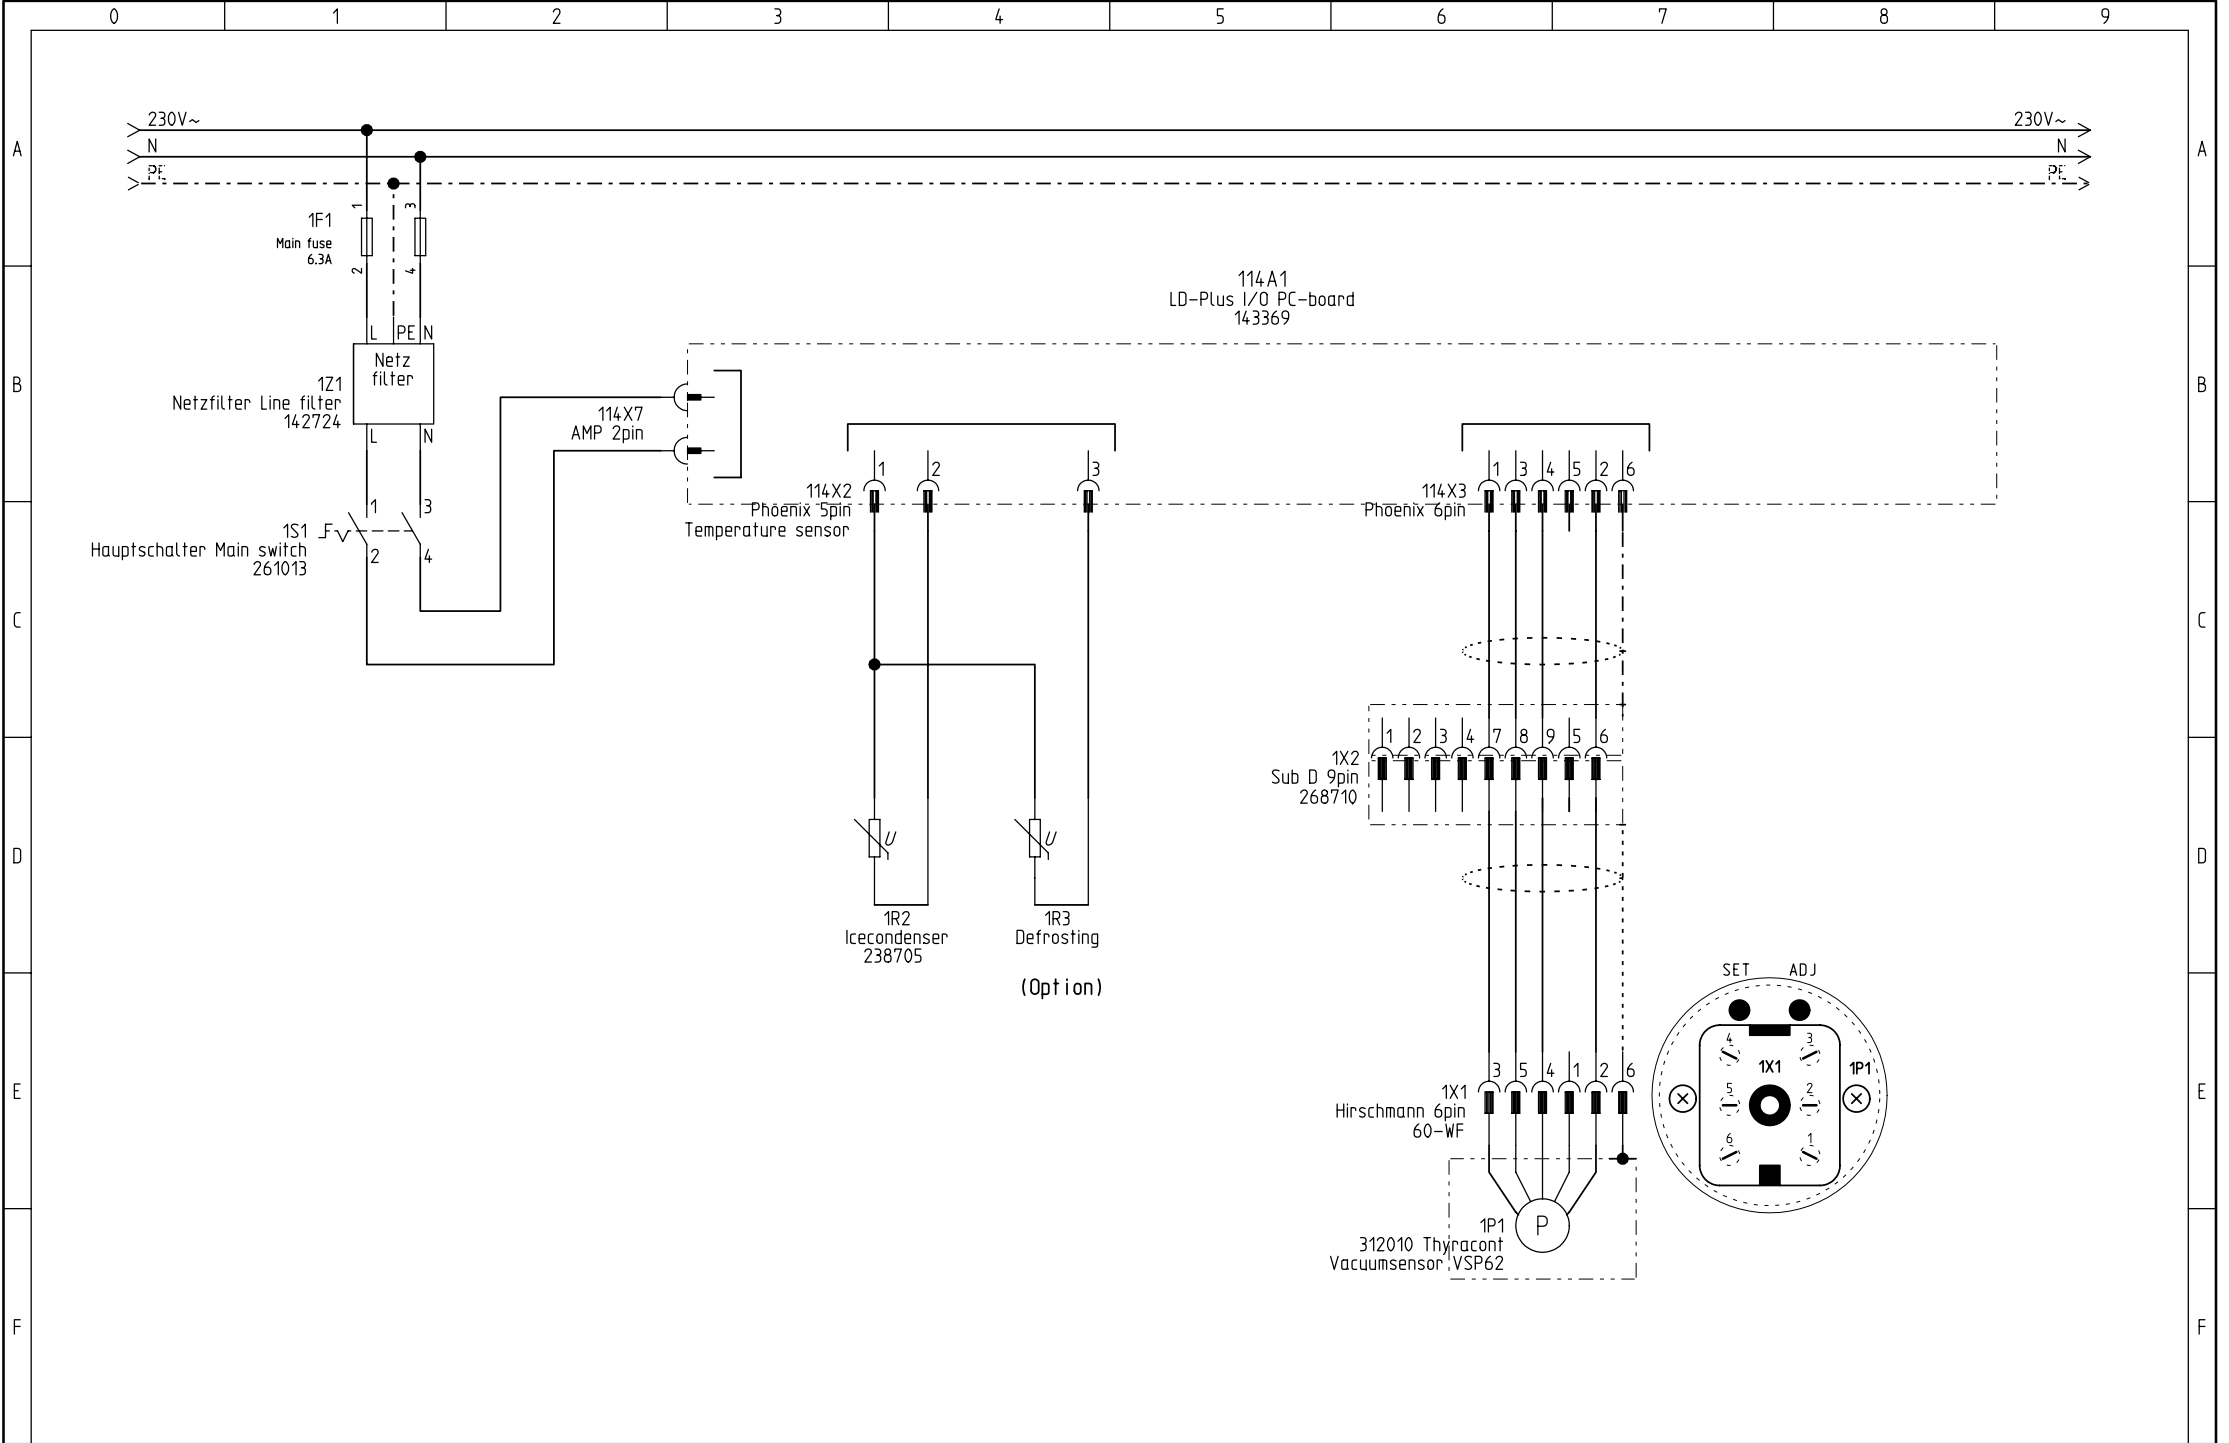 0 1 2 3 4 5 6 7 8 9
230V~ 230V~
A N N A
PE PE
1 3
1F1
Main fuse
6.3A
2 4
114A1
LD-Plus I/O PC-board
143369
L PE N
Netz
filter
B B
1Z1
Netzfilter Line filter
142724
L N
114X7
AMP 2pin
1 2 3
114X2
Phoenix 5pin
Temperature sensor
1 3 4 5 2 6
114X3
Phoenix 6pin
1 3
1S1
Hauptschalter Main switch
261013
2 4
C C
1 2 3 4 7 8 9 5 6
1X2
Sub D 9pin
268710
U U
D D
1R2
Icecondenser
238705
1R3
Defrosting
(Option)
SET ADJ
4 3
1X1 1P1
5 2
6 1
E E
3 5 4 1 2 6
1X1
Hirschmann 6pin
60-WF
P
1P1
312010 Thyracont
Vacuumsensor VSP62
F F